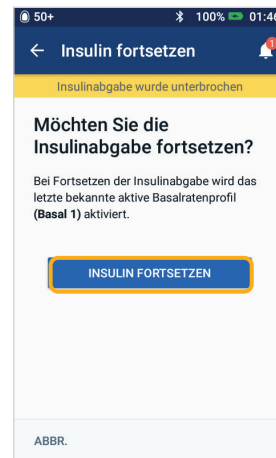 50+ 100% 01:46
Insulin fortsetzen 1
Insulinabgabe wurde unterbrochen
Möchten Sie die
Insulinabgabe fortsetzen?
Bei Fortsetzen der Insulinabgabe wird das
letzte bekannte aktive Basalratenprofil
(Basal 1) aktiviert.
INSULIN FORTSETZEN
ABBR.